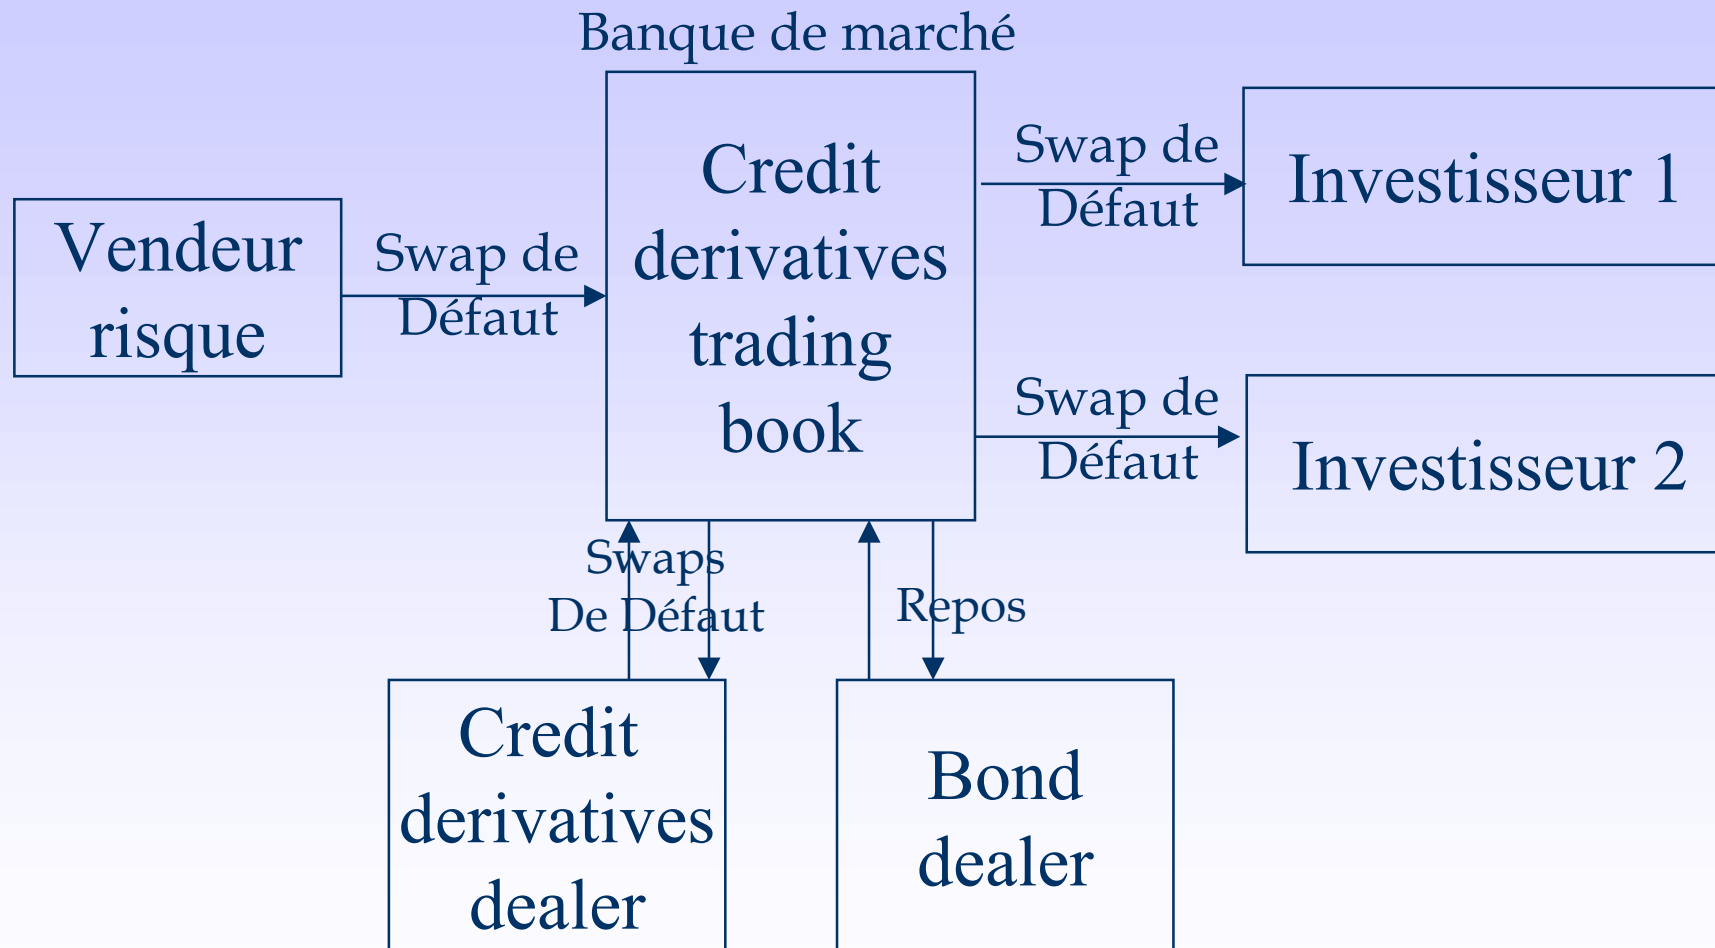 Banque de marché
Vendeur
risque
Swap de
Défaut
Credit
derivatives
trading
book
Swap de
Défaut
Investisseur 1
Swap de
Défaut
Investisseur 2
Swaps
De Défaut
Repos
Credit
derivatives
dealer
Bond
dealer